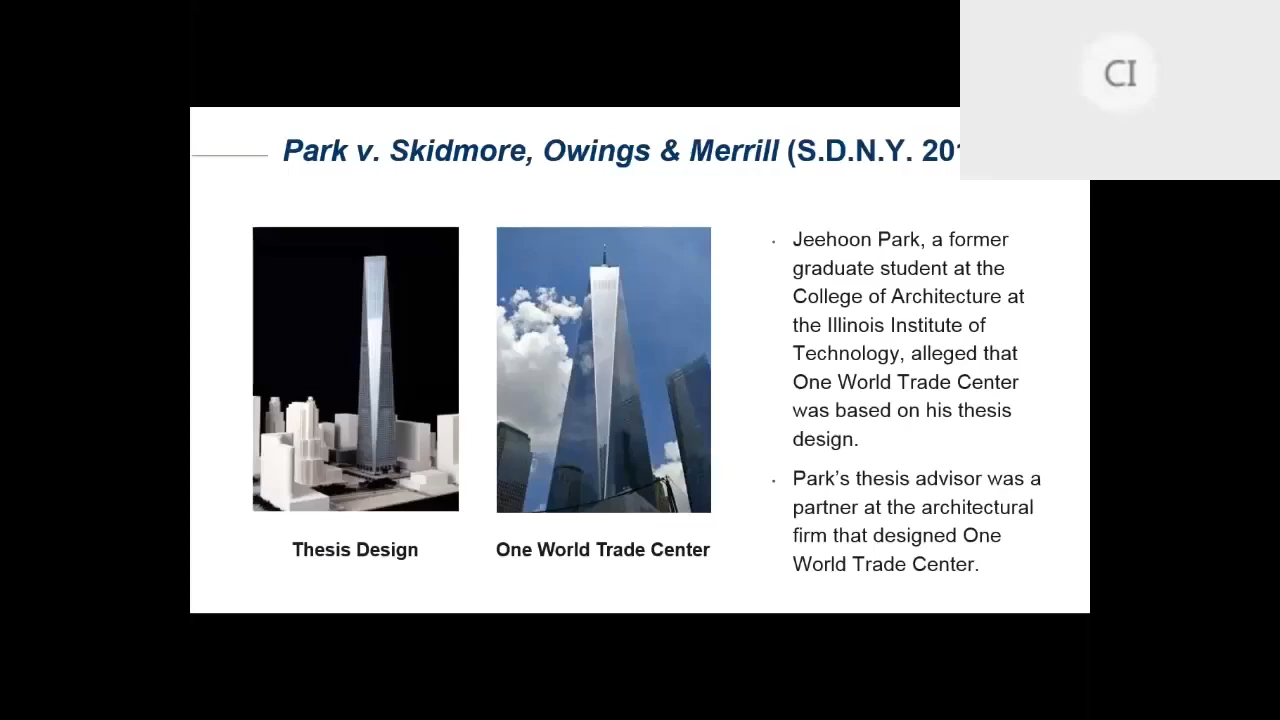 CI
Park v. Skidmore, Owings & Merrill (S.D.N.Y.
Jeehoon Park, a former
graduate student at the
College of Architecture at
the Illinois Institute of
Technology, alleged that
One World Trade Center
was based on his thesis
design.
Park’s thesis advisor was a
partner at the architectural
firm that designed One
World Trade Center.
Thesis Design
One World Trade Center